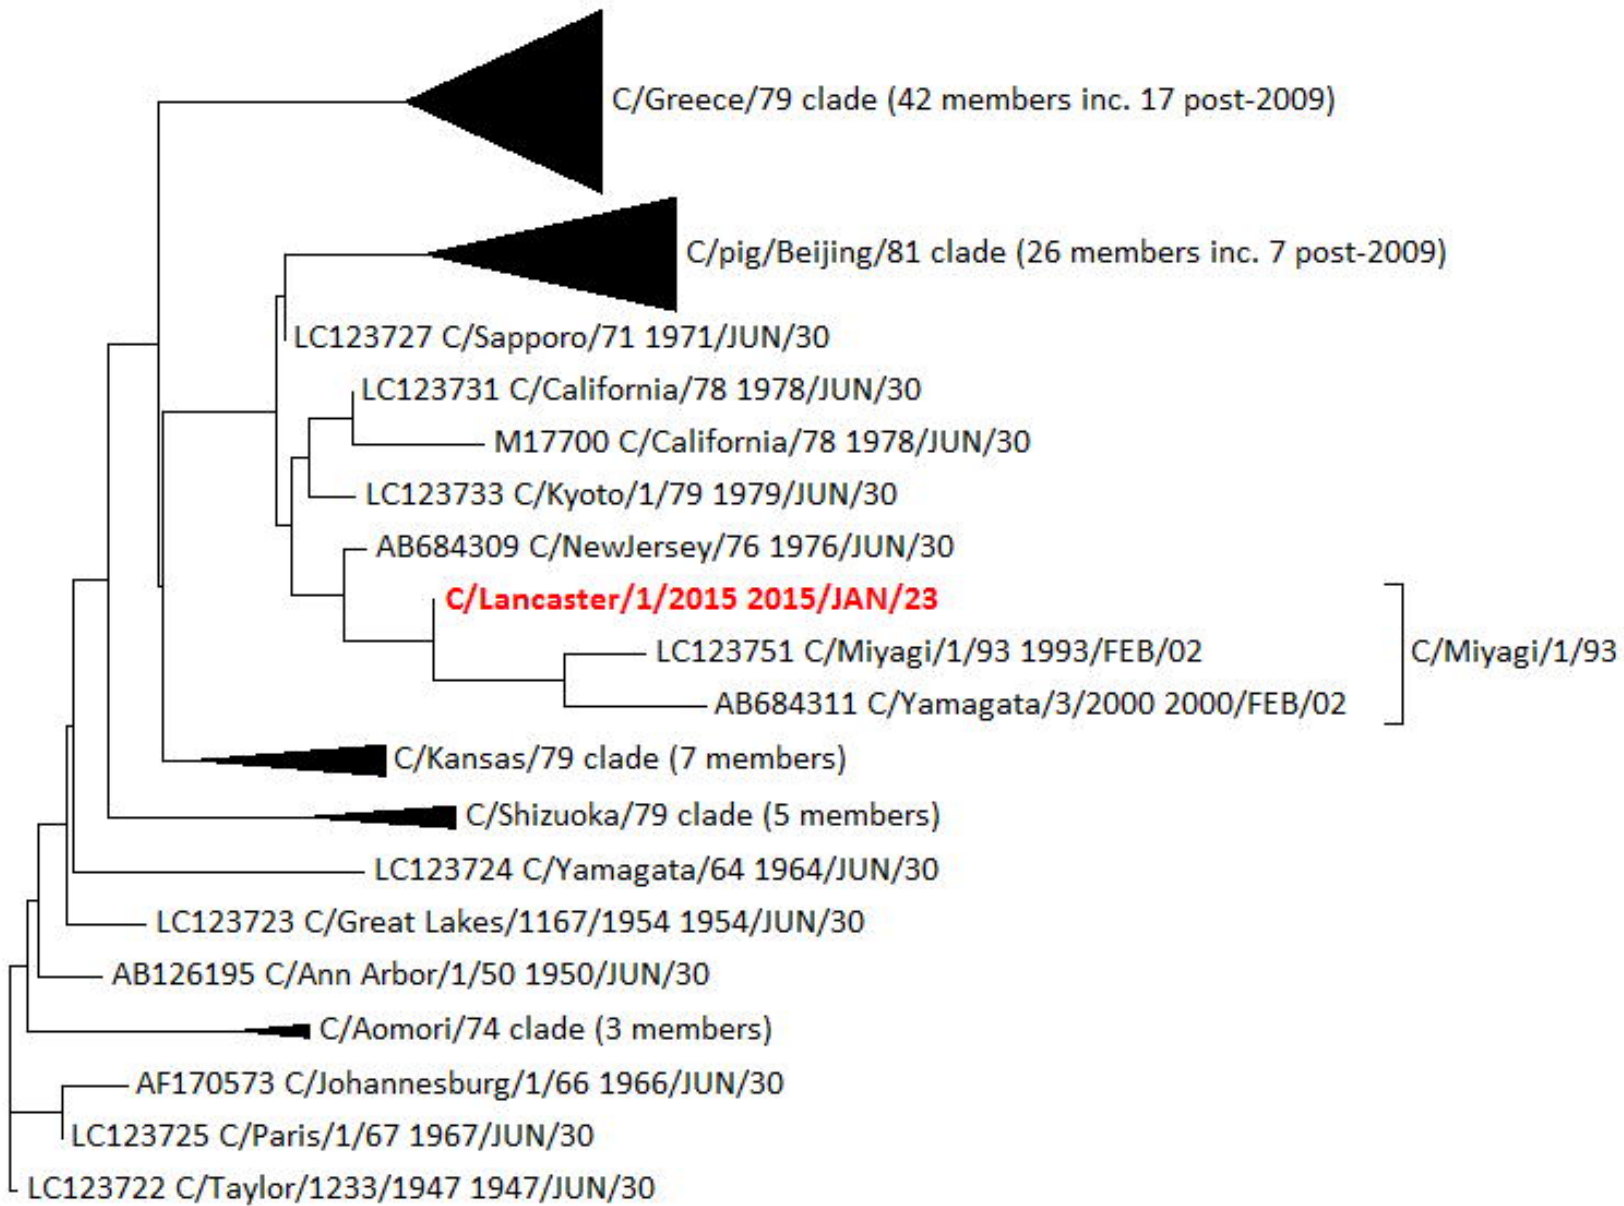 C/Greece/79 clade (42 members inc. 17 post-2009)
C/pig/Beijing/81 clade (26 members inc. 7 post-2009)
LC123727 C/Sapporo/71 1971/JUN/30
LC123731 C/California/78 1978/JUN/30
M17700 C/California/78 1978/JUN/30
LC123733 C/Kyoto/1/79 1979/JUN/30
AB684309 C/NewJersey/76 1976/JUN/30
C/Lancaster/1/2015 2015/JAN/23
LC123751 C/Miyagi/1/93 1993/FEB/02
C/Miyagi/1/93
AB684311 C/Yamagata/3/2000 2000/FEB/02
C/Kansas/79 clade (7 members)
C/Shizuoka/79 clade (5 members)
LC123724 C/Yamagata/64 1964/JUN/30
LC123723 C/Great Lakes/1167/1954 1954/JUN/30
AB126195 C/Ann Arbor/1/50 1950/JUN/30
C/Aomori/74 clade (3 members)
AF170573 C/Johannesburg/1/66 1966/JUN/30
LC123725 C/Paris/1/67 1967/JUN/30
LC123722 C/Taylor/1233/1947 1947/JUN/30